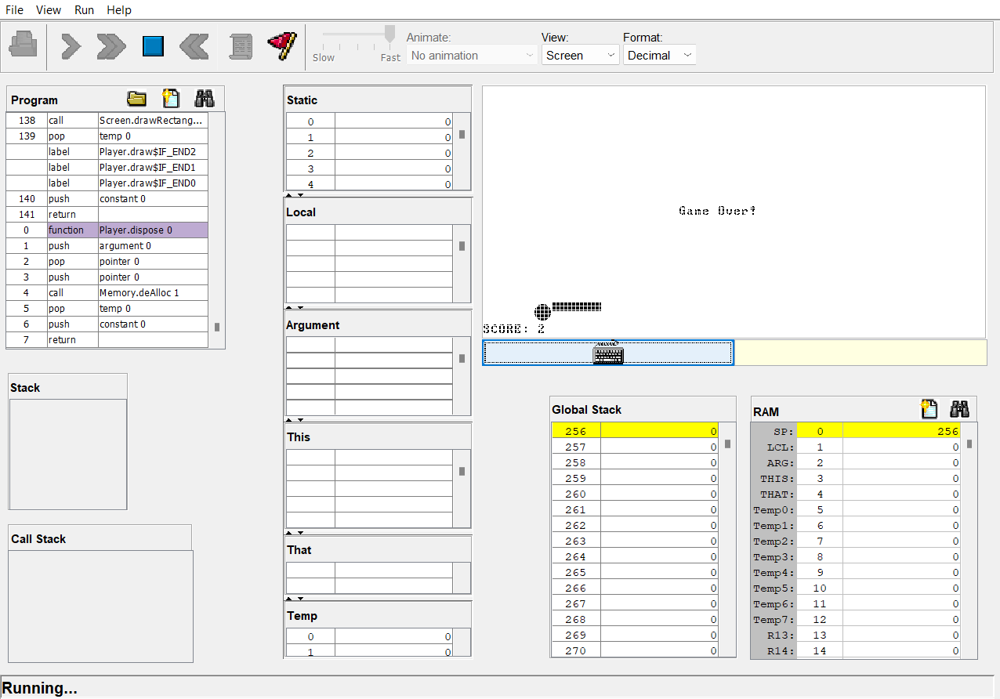 File View Run Help
Slow Fast
Animate:
No animation
View:
Screen
Format:
Decimal
Program
138 call Screen.drawRectang...
139 pop temp 0
label Player.draw$IF_END2
label Player.draw$IF_END1
label Player.draw$IF_END0
140 push constant 0
141 return
0 function Player.dispose 0
1 push argument 0
2 pop pointer 0
3 push pointer 0
4 call Memory.deAlloc 1
5 pop temp 0
6 push constant 0
7 return
Stack
Call Stack
Static
0 0
1 0
2 0
3 0
4 0
Local
Argument
This
That
Temp
0 0
1 0
Game Over!
SCORE: 2
Global Stack
256 0
257 0
258 0
259 0
260 0
261 0
262 0
263 0
264 0
265 0
266 0
267 0
268 0
269 0
270 0
RAM
SP: 0 256
LCL: 1 0
ARG: 2 0
THIS: 3 0
THAT: 4 0
Temp0: 5 0
Temp1: 6 0
Temp2: 7 0
Temp3: 8 0
Temp4: 9 0
Temp5: 10 0
Temp6: 11 0
Temp7: 12 0
R13: 13 0
R14: 14 0
Running...